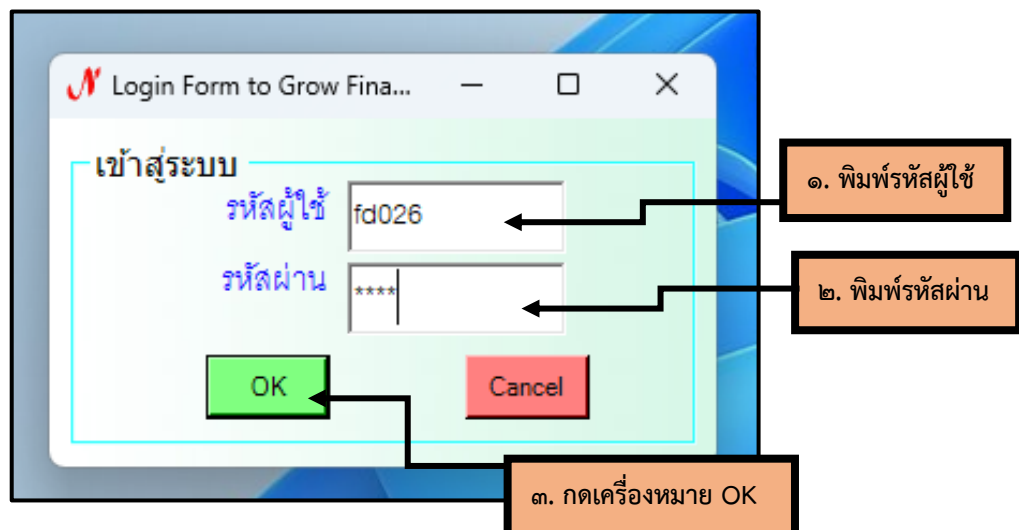 Login Form to Grow Fina...
เข้าสู่ระบบ
รหัสผู้ใช้ fd026
รหัสผ่าน ****
OK Cancel
๑. พิมพ์รหัสผู้ใช้
๒. พิมพ์รหัสผ่าน
๓. กดเครื่องหมาย OK